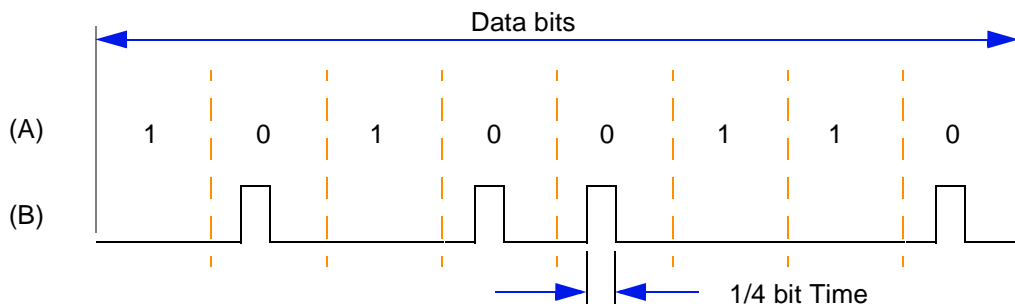 Data bits
(A) 1 0 1 0 0 1 1 0
(B)
1/4 bit Time